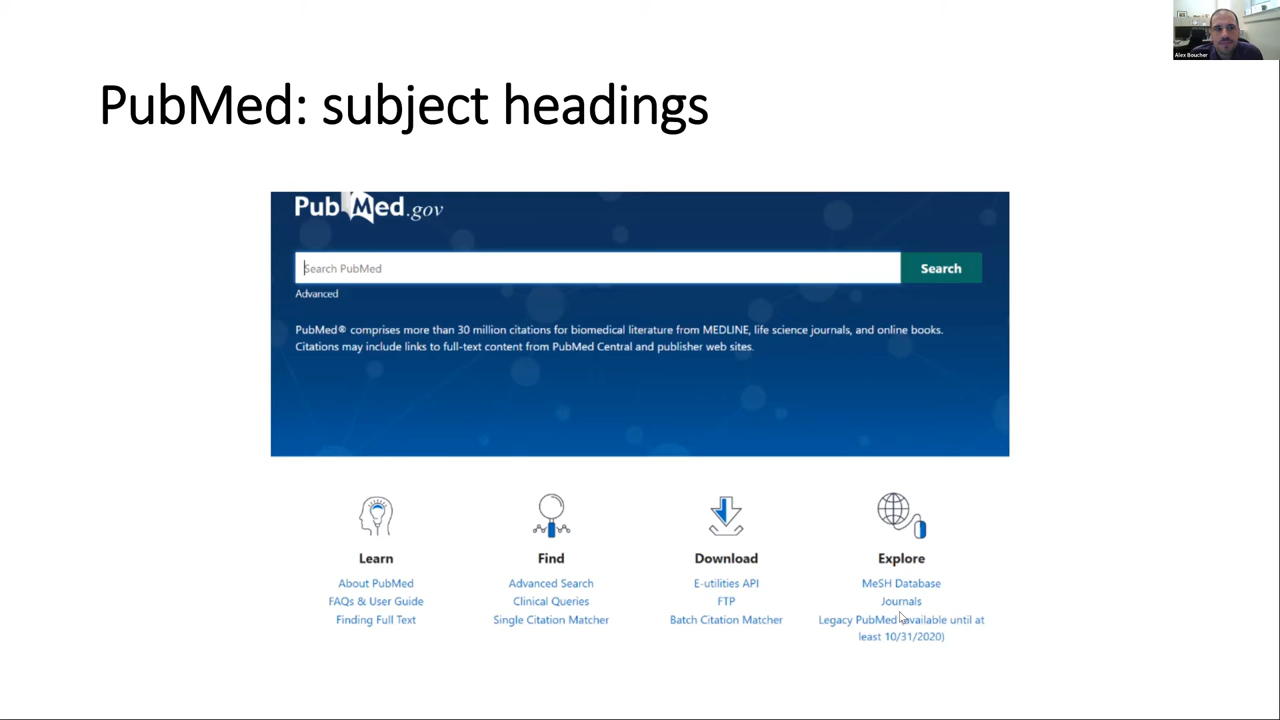 Alex Boucher
PubMed: subject headings
PubMed.gov
Search PubMed
Search
Advanced
PubMed® comprises more than 30 million citations for biomedical literature from MEDLINE, life science journals, and online books.
Citations may include links to full-text content from PubMed Central and publisher web sites.
Learn
About PubMed
FAQs & User Guide
Finding Full Text
Find
Advanced Search
Clinical Queries
Single Citation Matcher
Download
E-utilities API
FTP
Batch Citation Matcher
Explore
MeSH Database
Journals
Legacy PubMed (available until at
least 10/31/2020)